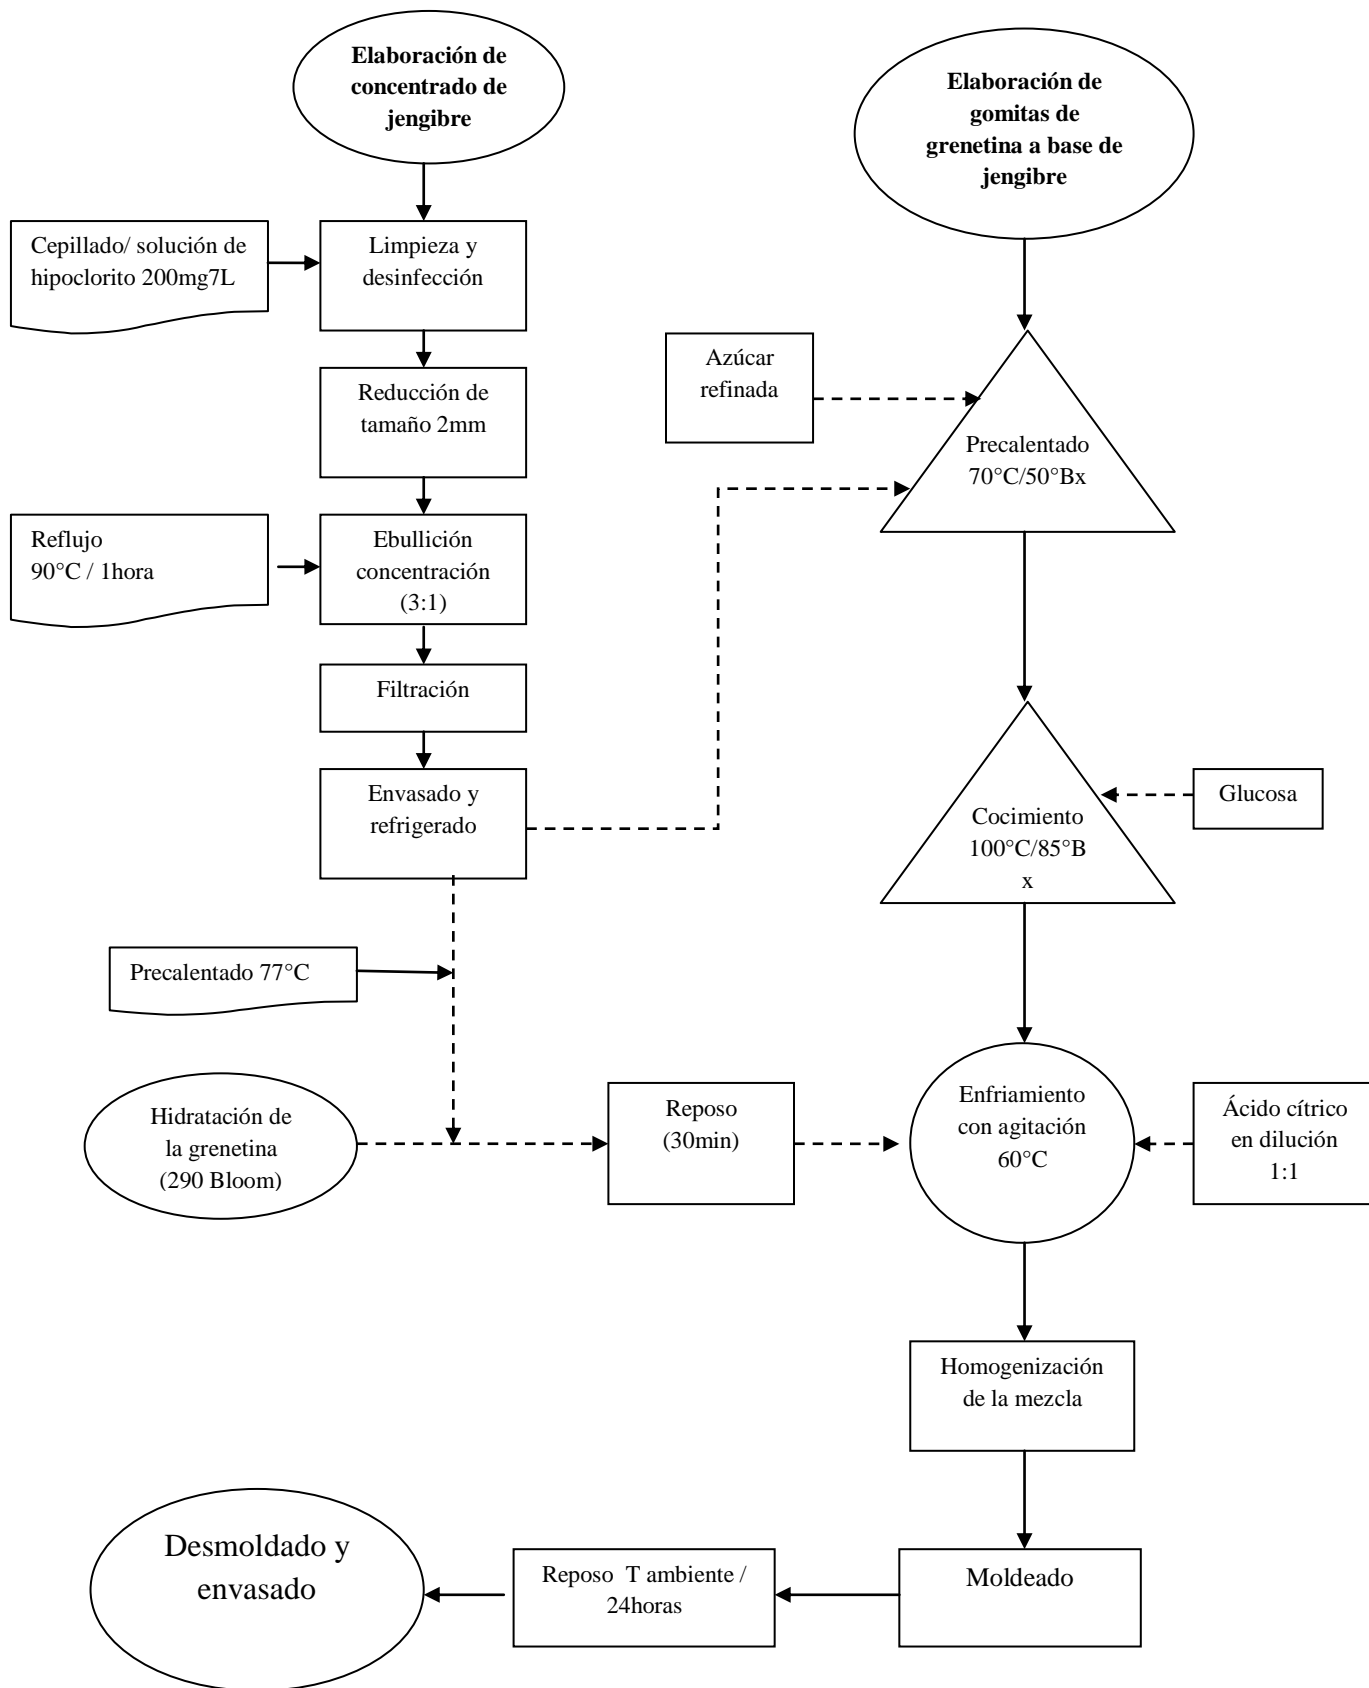 Elaboración de
concentrado de
jengibre
Elaboración de
gomitas de
grenetina a base de
jengibre
Cepillado/ solución de
hipoclorito 200mg7L
Limpieza y
desinfección
Reducción de
tamaño 2mm
Azúcar
refinada
Precalentado
70°C/50°Bx
Reflujo
90°C / 1hora
Ebullición
concentración
(3:1)
Filtración
Envasado y
refrigerado
Cocimiento
100°C/85°B
x
Glucosa
Precalentado 77°C
Hidratación de
la grenetina
(290 Bloom)
Reposo
(30min)
Enfriamiento
con agitación
60°C
Ácido cítrico
en dilución
1:1
Homogenización
de la mezcla
Moldeado
Reposo T ambiente /
24horas
Desmoldado y
envasado